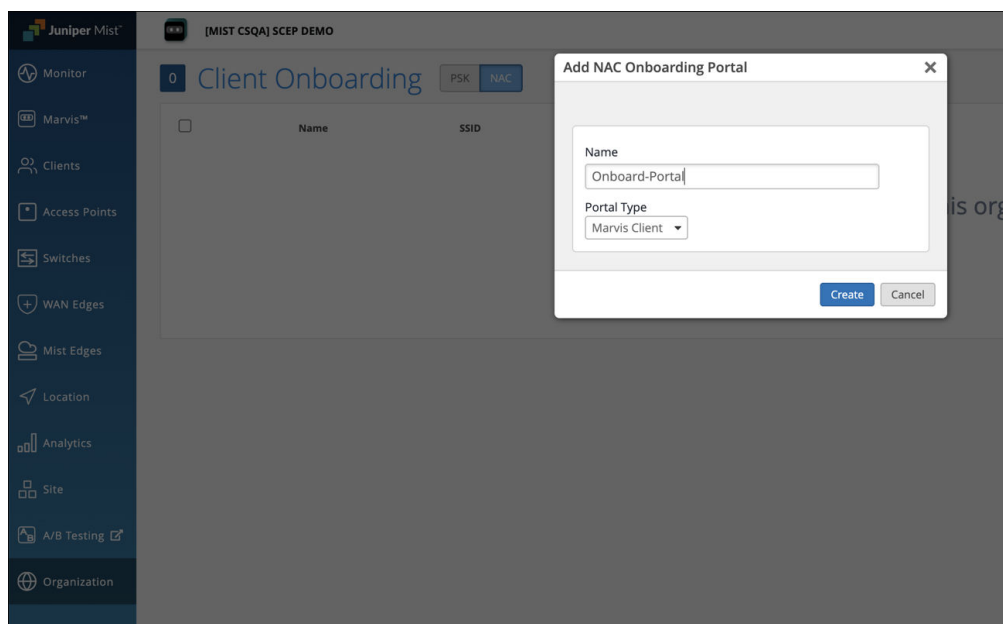 Juniper Mist™
[MIST CSQA] SCEP DEMO
Monitor
Marvis™
Clients
Access Points
Switches
WAN Edges
Mist Edges
Location
Analytics
Site
A/B Testing
Organization
0 Client Onboarding PSK NAC
Name SSID
is org
Add NAC Onboarding Portal
Name
Onboard-Portal
Portal Type
Marvis Client
Create Cancel